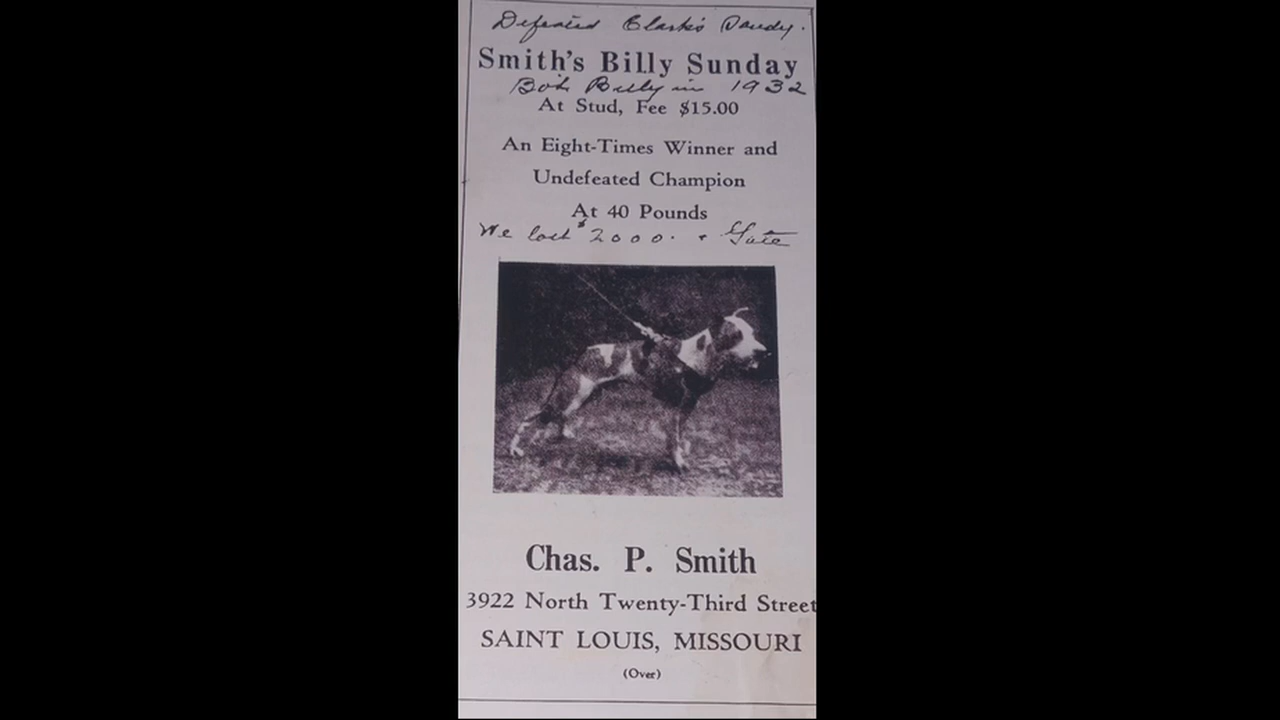 Defeated Clark's Dandy.
Smith's Billy Sunday
Bob Billy in 1932
At Stud, Fee $15.00
An Eight-Times Winner and
Undefeated Champion
At 40 Pounds
We lost $2000. + Gate
Chas. P. Smith
3922 North Twenty-Third Street
SAINT LOUIS, MISSOURI
(Over)